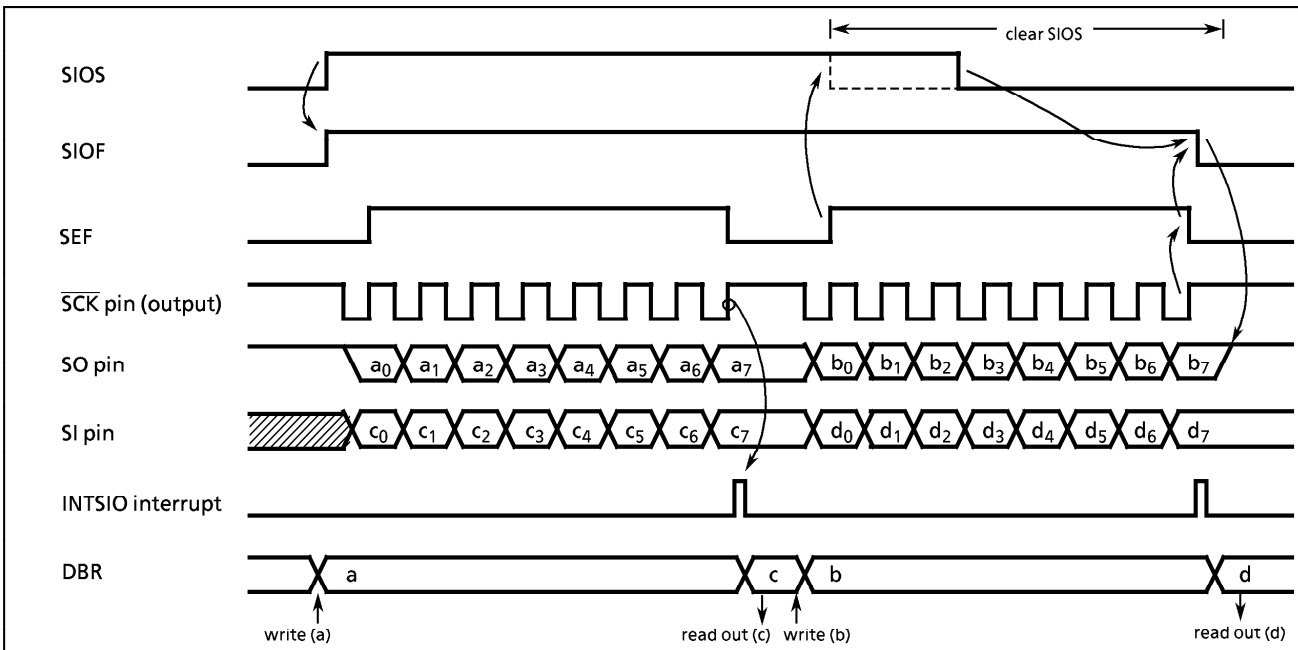 clear SIOS
SIOS
SIOF
SEF
SCK pin (output)
SO pin a0 a1 a2 a3 a4 a5 a6 a7 b0 b1 b2 b3 b4 b5 b6 b7
SI pin c0 c1 c2 c3 c4 c5 c6 c7 d0 d1 d2 d3 d4 d5 d6 d7
INTSIO interrupt
DBR a c b d
write (a) read out (c) write (b) read out (d)